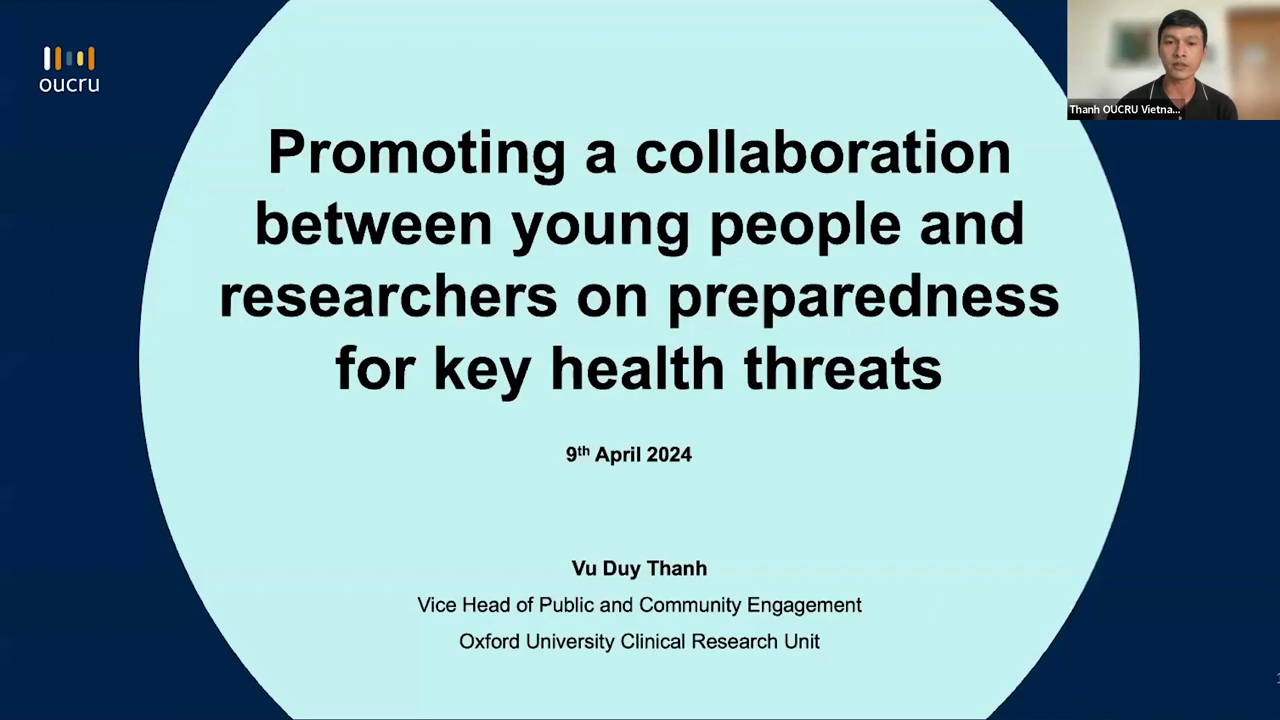 oucru
Thanh OUCRU Vietna...
Promoting a collaboration
between young people and
researchers on preparedness
for key health threats
9th April 2024
Vu Duy Thanh
Vice Head of Public and Community Engagement
Oxford University Clinical Research Unit